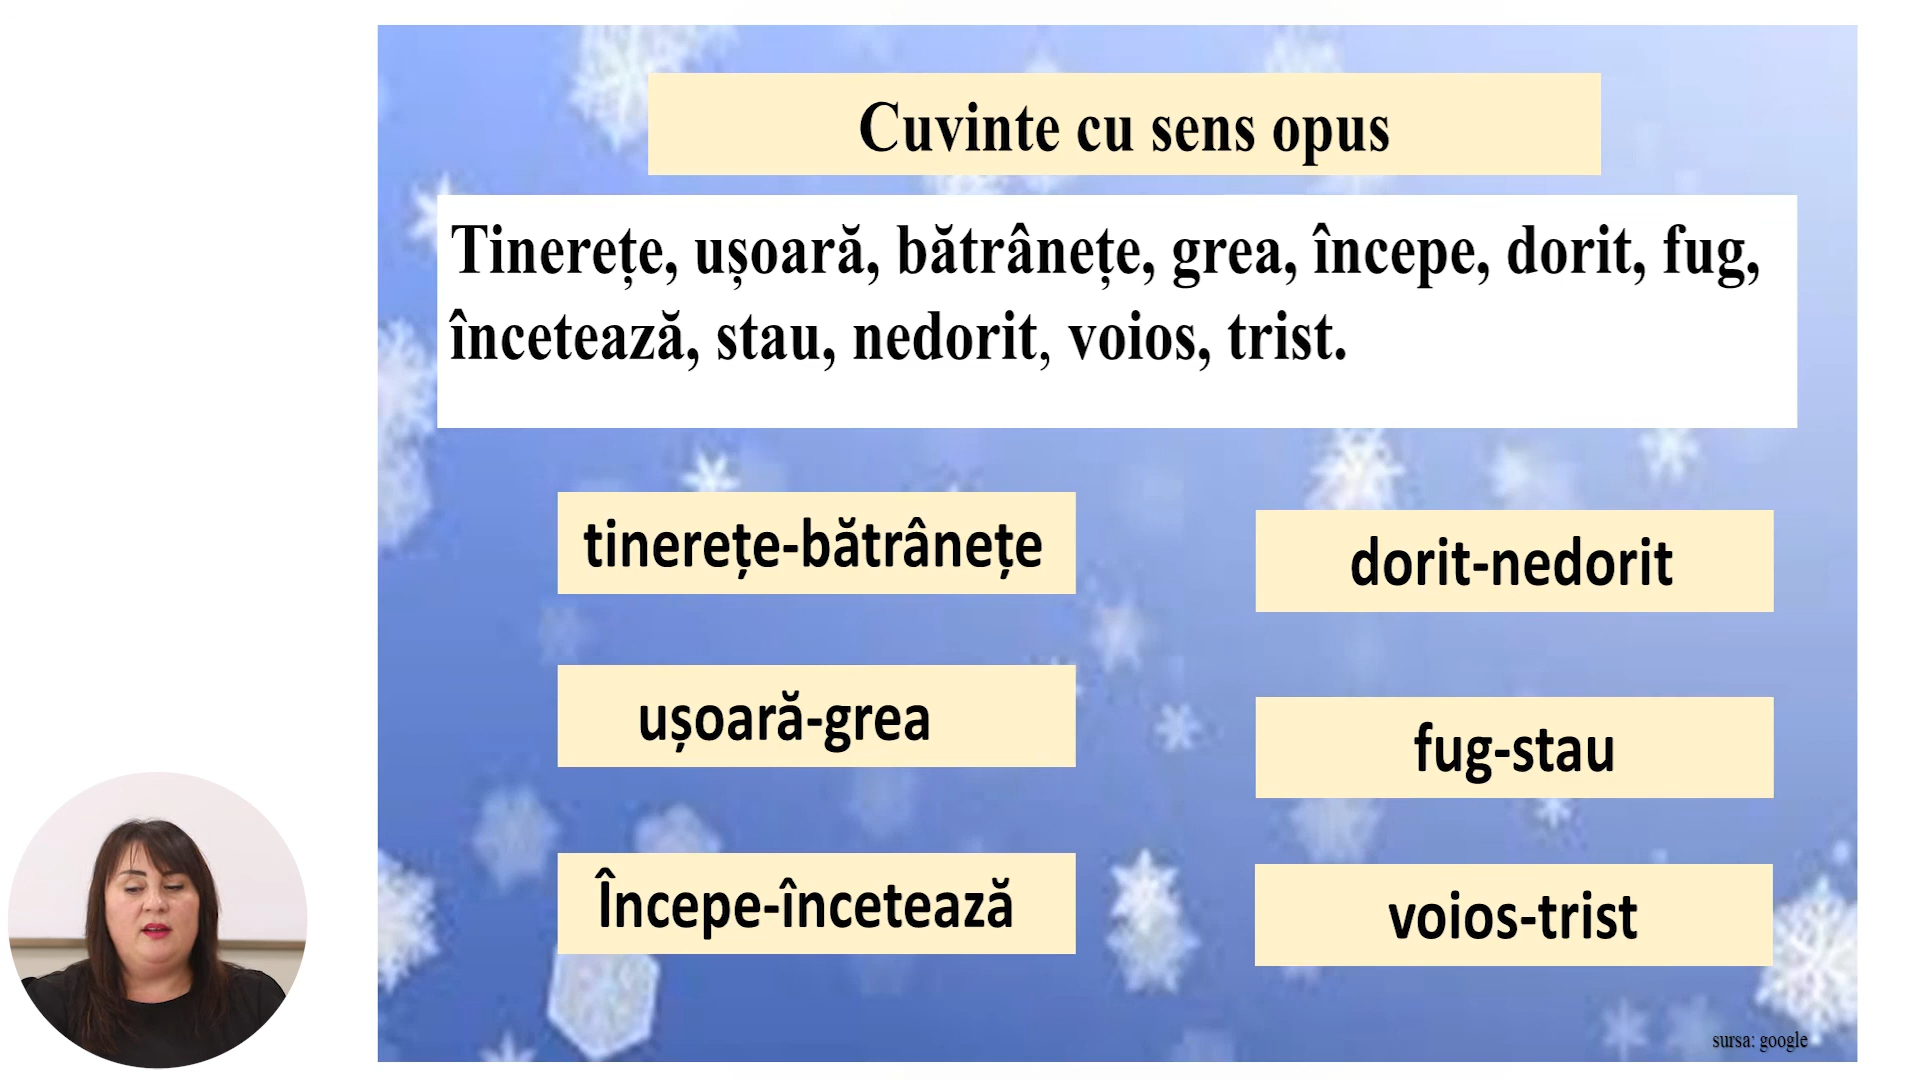 Cuvinte cu sens opus
Tinerețe, ușoară, bătrânețe, grea, începe, dorit, fug,
încetează, stau, nedorit, voios, trist.
tinerețe-bătrânețe
dorit-nedorit
ușoară-grea
fug-stau
Începe-încetează
voios-trist
sursa: google